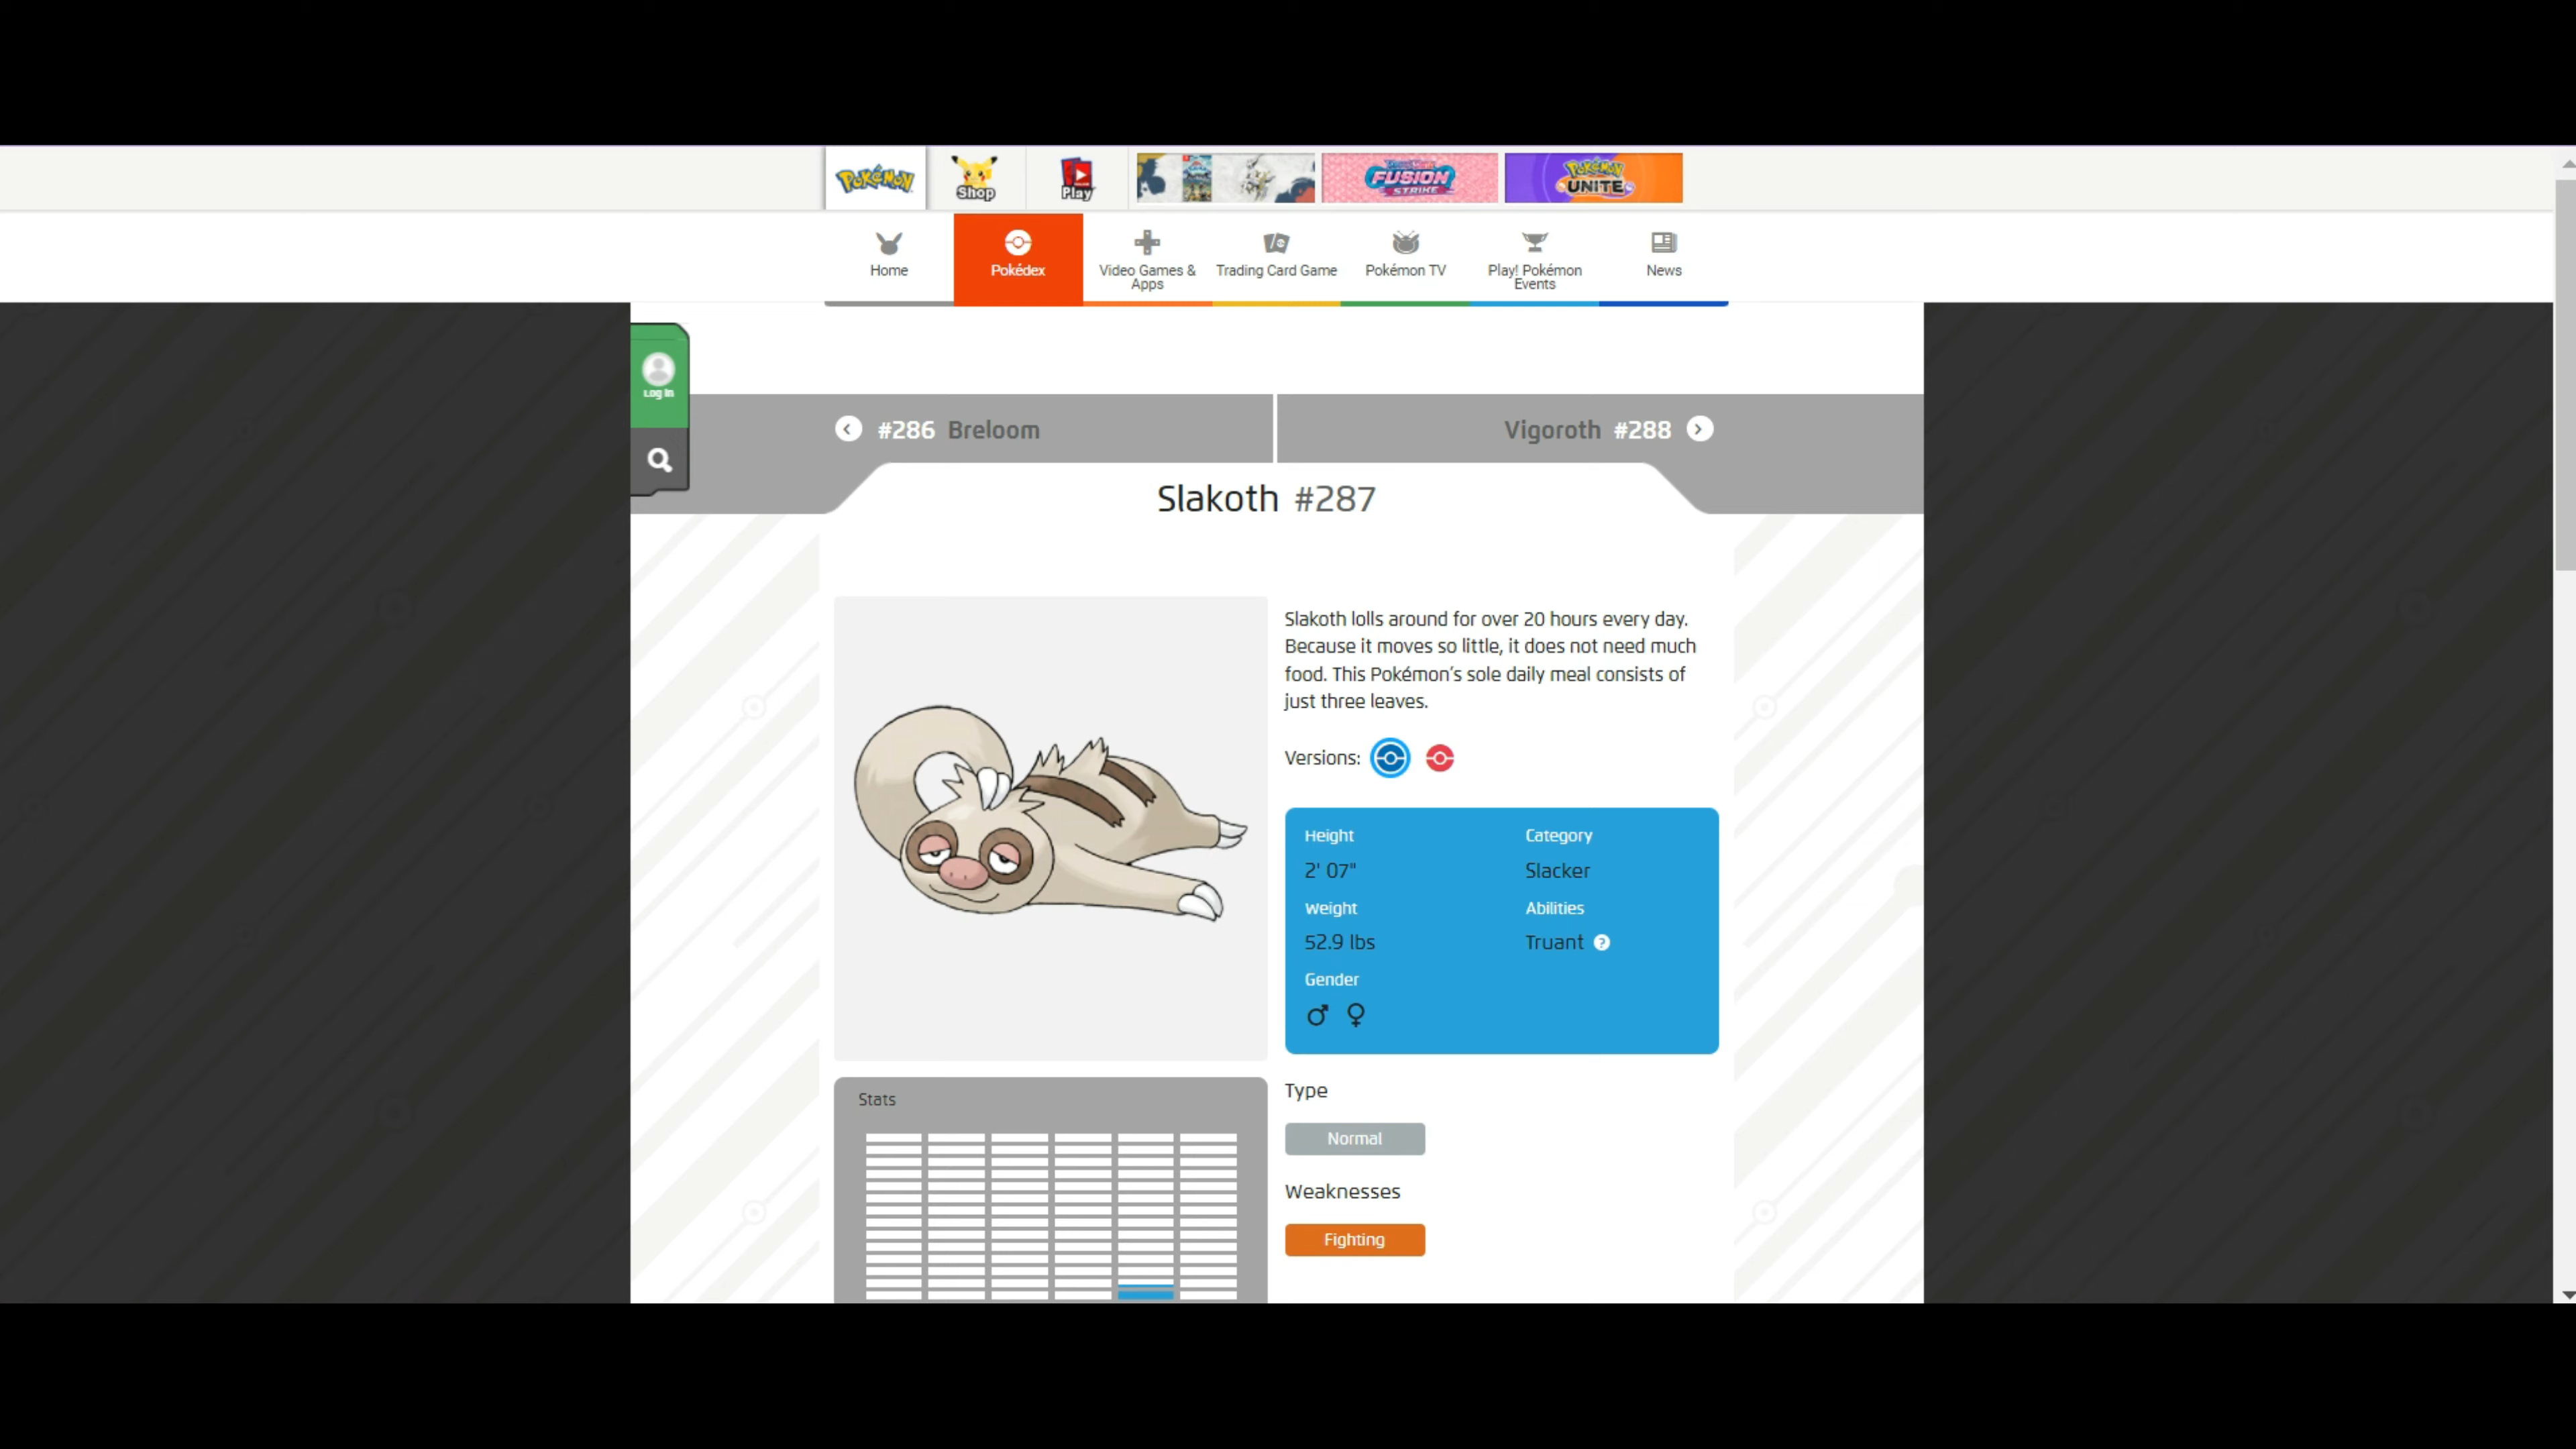 Pokémon
Shop
Play
FUSION
STRIKE
POKÉMON
UNITE
Home
Pokédex
Video Games &
Apps
Trading Card Game
Pokémon TV
Play! Pokémon
Events
News
Log In
#286 Breloom
Vigoroth #288
Slakoth #287
Slakoth lolls around for over 20 hours every day.
Because it moves so little, it does not need much
food. This Pokémon's sole daily meal consists of
just three leaves.
Versions:
Height
2' 07"
Weight
52.9 lbs
Gender
Category
Slacker
Abilities
Truant ?
Stats
Type
Normal
Weaknesses
Fighting